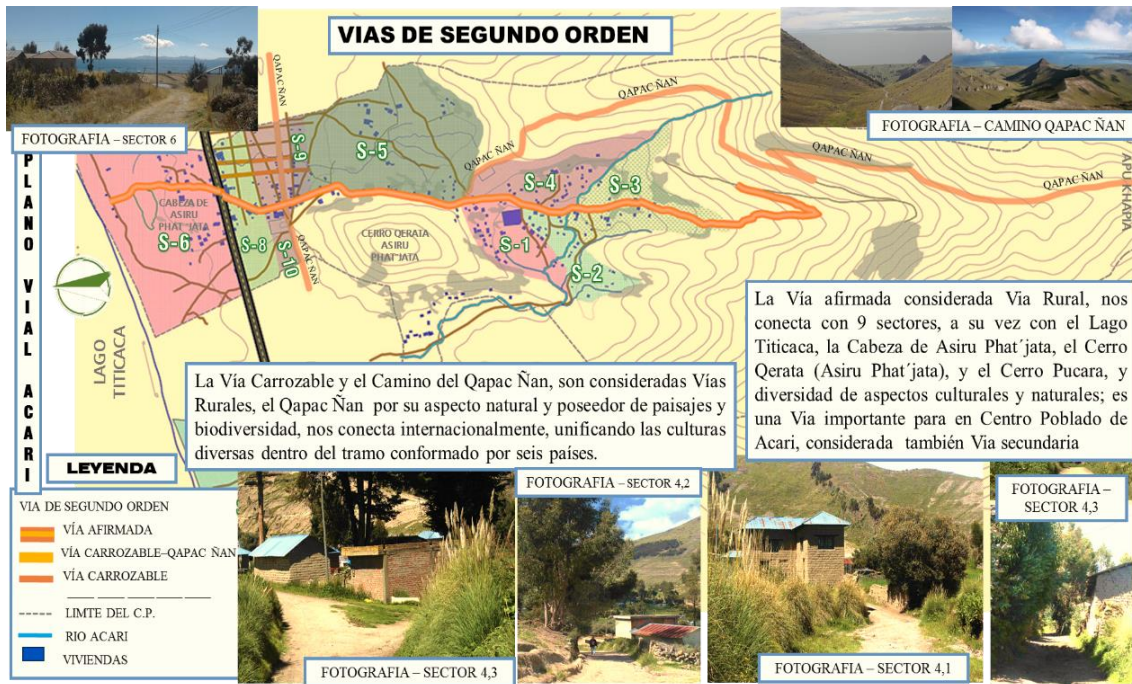 VIAS DE SEGUNDO ORDEN
FOTOGRAFIA – SECTOR 6
FOTOGRAFIA – CAMINO QAPAC ÑAN
PLANO VIAL ACARI
QAPAC ÑAN
QAPAC ÑAN
QAPAC ÑAN
QAPAC ÑAN
QAPAC ÑAN
QAPAC ÑAN
APU KHAPIA
S-9
S-5
S-4
S-3
S-6
S-8
S-10
S-1
S-2
CABEZA DE
ASIRU
PHAT"JATA
CERRO QERATA
ASIRU
PHAT'JATA
LAGO
TITICACA
La Vía afirmada considerada Via Rural, nos
conecta con 9 sectores, a su vez con el Lago
Titicaca, la Cabeza de Asiru Phat´jata, el Cerro
Qerata (Asiru Phat´jata), y el Cerro Pucara, y
diversidad de aspectos culturales y naturales; es
una Via importante para en Centro Poblado de
Acari, considerada también Via secundaria
La Vía Carrozable y el Camino del Qapac Ñan, son consideradas Vías
Rurales, el Qapac Ñan por su aspecto natural y poseedor de paisajes y
biodiversidad, nos conecta internacionalmente, unificando las culturas
diversas dentro del tramo conformado por seis países.
LEYENDA
VIA DE SEGUNDO ORDEN
VÍA AFIRMADA
VÍA CARROZABLE–QAPAC ÑAN
VÍA CARROZABLE
LIMTE DEL C.P.
RIO ACARI
VIVIENDAS
FOTOGRAFIA – SECTOR 4,3
FOTOGRAFIA – SECTOR 4,2
FOTOGRAFIA – SECTOR 4,1
FOTOGRAFIA –
SECTOR 4,3